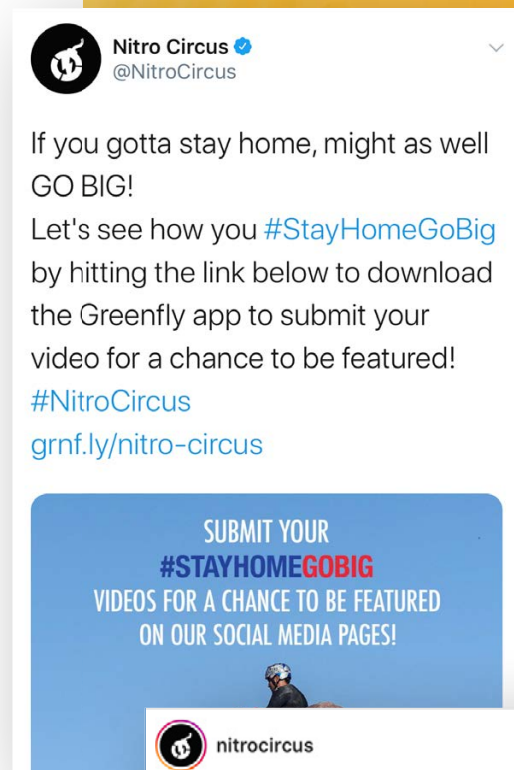 Nitro Circus
@NitroCircus
If you gotta stay home, might as well
GO BIG!
Let's see how you #StayHomeGoBig
by hitting the link below to download
the Greenfly app to submit your
video for a chance to be featured!
#NitroCircus
grnf.ly/nitro-circus
SUBMIT YOUR
#STAYHOMEGOBIG
VIDEOS FOR A CHANCE TO BE FEATURED
ON OUR SOCIAL MEDIA PAGES!
nitrocircus